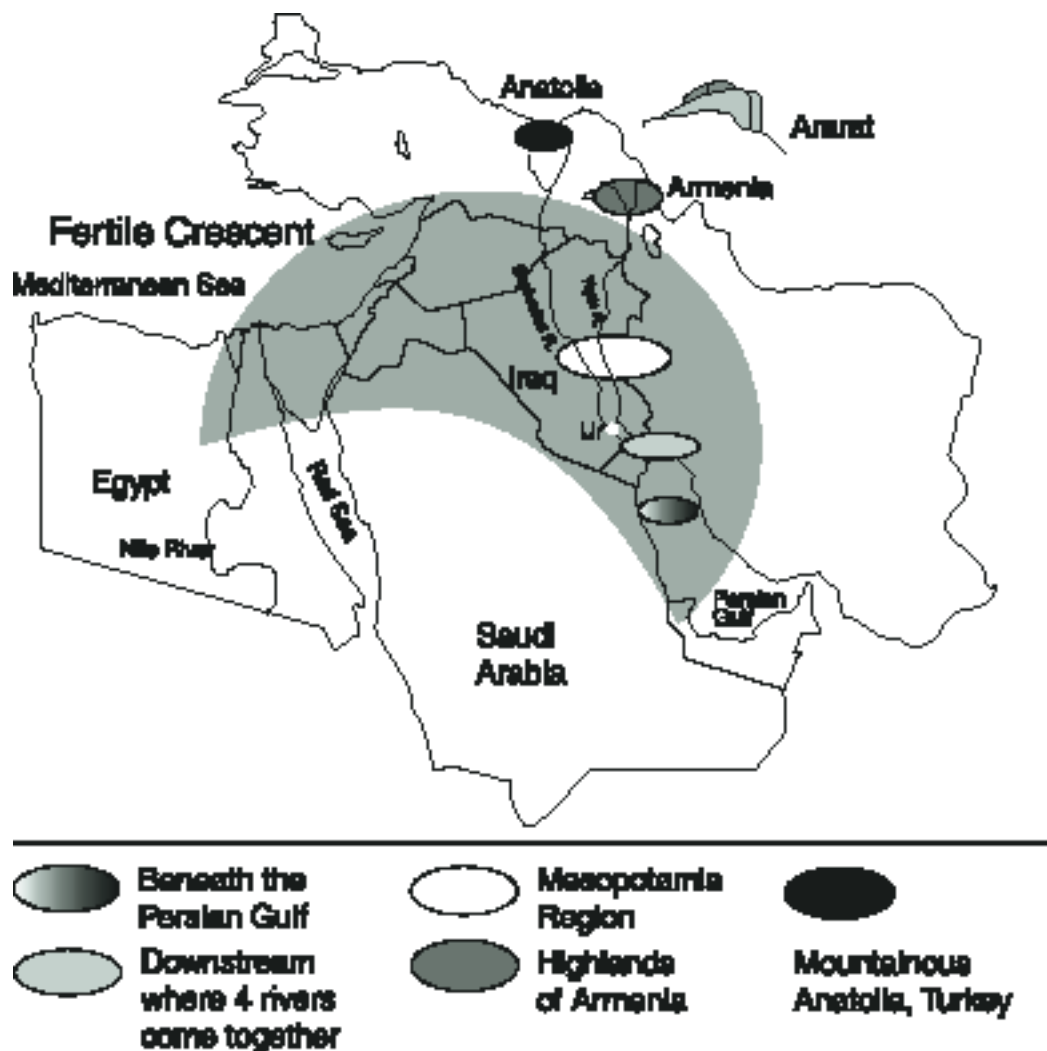 Anatolia
Ararat
Armenia
Fertile Crescent
Mediterranean Sea
Iraq
Ur
Egypt
Red Sea
Nile River
Persian
Gulf
Saudi
Arabia
Beneath the
Persian Gulf
Mesopotamia
Region
Downstream
where 4 rivers
come together
Highlands
of Armenia
Mountainous
Anatolia, Turkey